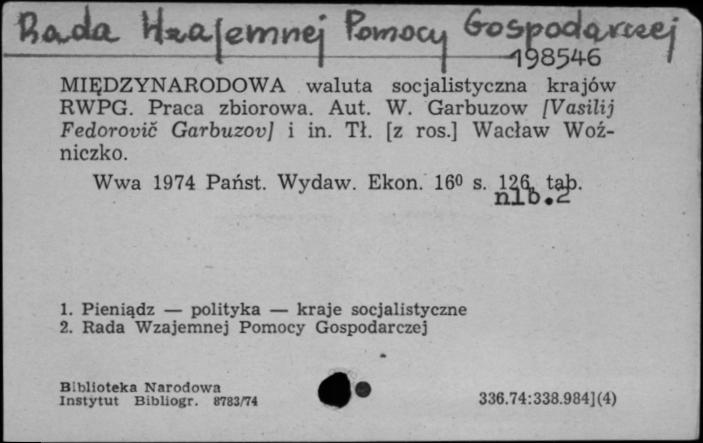 Rada Wzajemnej Pomocy Gospodarczej
198546
MIĘDZYNARODOWA waluta socjalistyczna krajów
RWPG. Praca zbiorowa. Aut. W. Garbuzow [Vasilij
Fedorovič Garbuzov] i in. Tł. [z ros.] Wacław Woź-
niczko.
Wwa 1974 Państ. Wydaw. Ekon. 16⁰ s. 126, tab.
nlb.2
1. Pieniądz — polityka — kraje socjalistyczne
2. Rada Wzajemnej Pomocy Gospodarczej
Biblioteka Narodowa
Instytut Bibliogr. 8783/74
336.74:338.984](4)